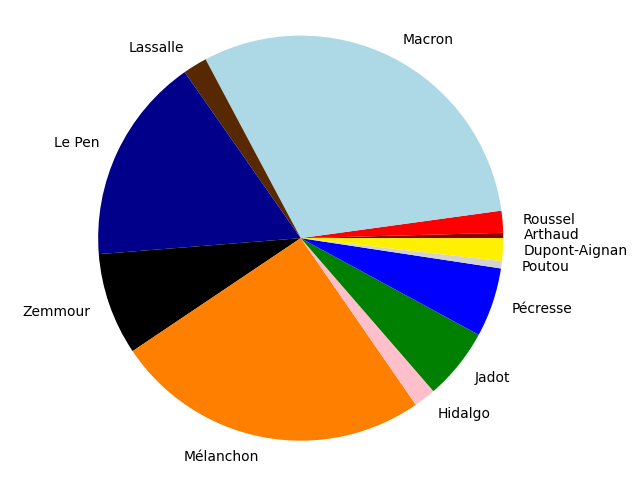 Macron
Lassalle
Le Pen
Roussel
Arthaud
Dupont-Aignan
Poutou
Zemmour
Pécresse
Jadot
Hidalgo
Mélanchon